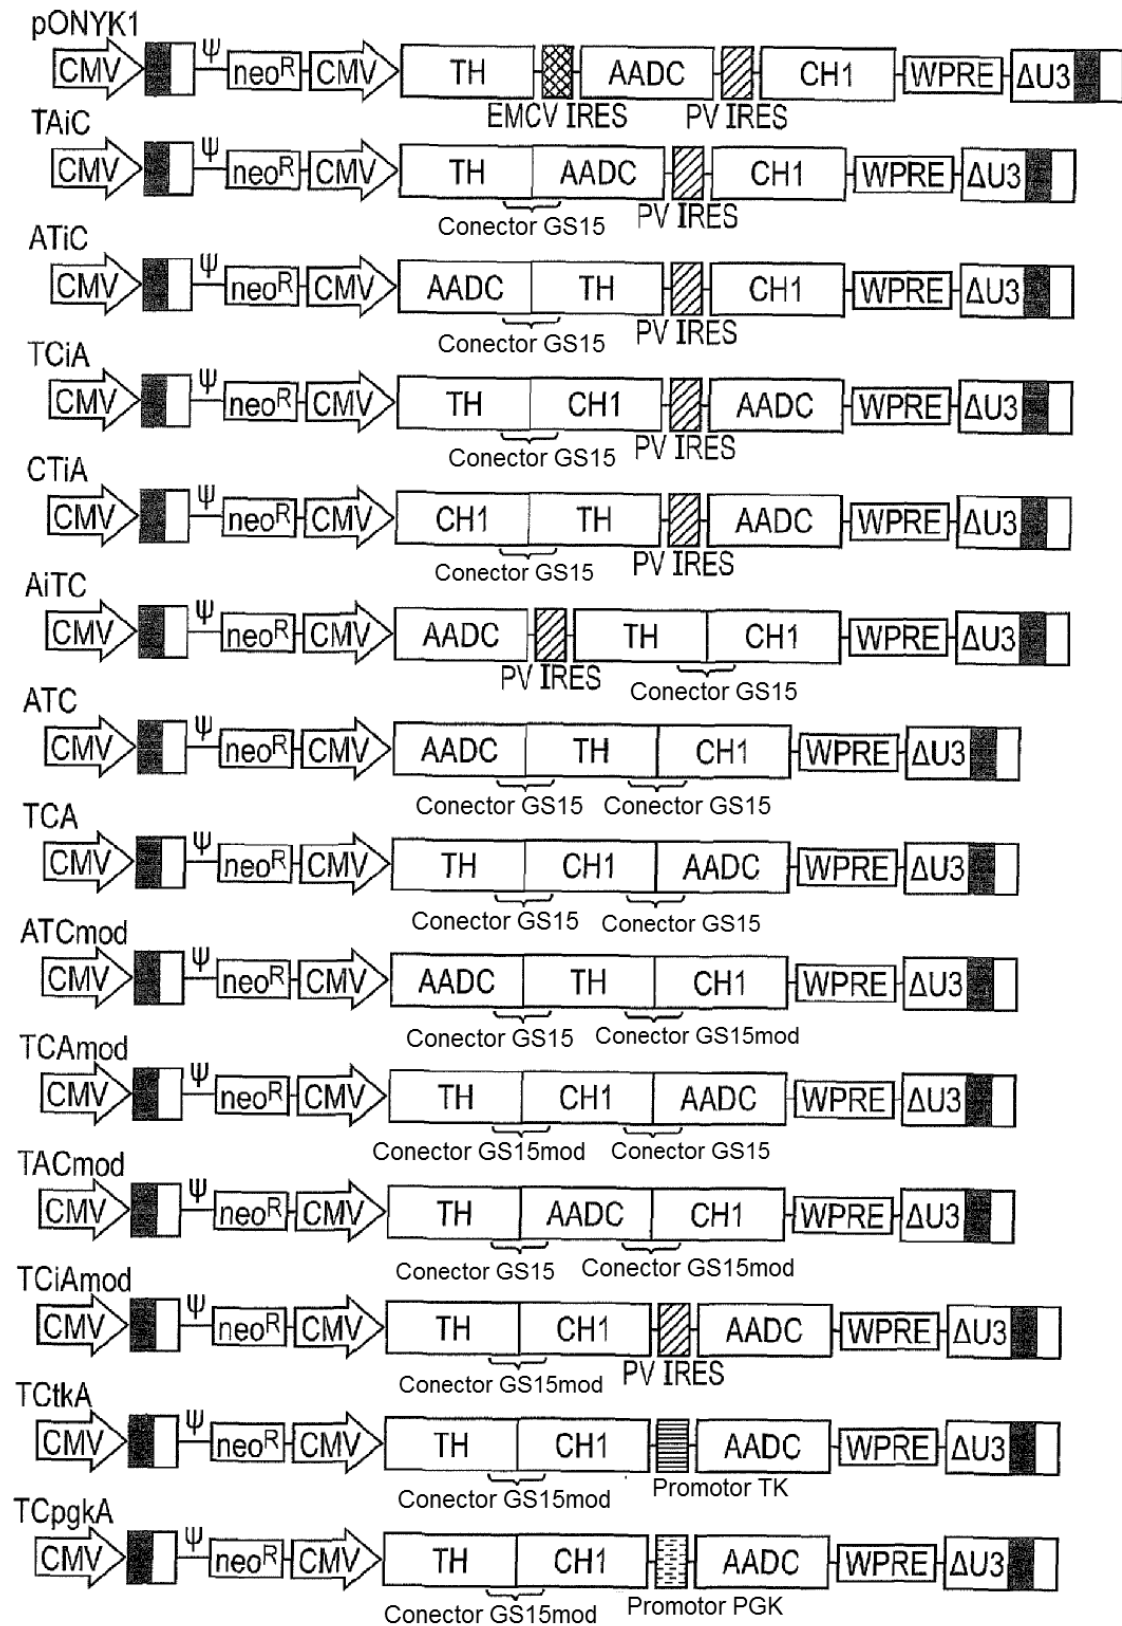 pONYK1
CMV Ψ neoR CMV TH AADC CH1 WPRE ΔU3
EMCV IRES PV IRES
TAiC
CMV Ψ neoR CMV TH AADC CH1 WPRE ΔU3
Conector GS15 PV IRES
ATiC
CMV Ψ neoR CMV AADC TH CH1 WPRE ΔU3
Conector GS15 PV IRES
TCiA
CMV Ψ neoR CMV TH CH1 AADC WPRE ΔU3
Conector GS15 PV IRES
CTiA
CMV Ψ neoR CMV CH1 TH AADC WPRE ΔU3
Conector GS15 PV IRES
AiTC
CMV Ψ neoR CMV AADC TH CH1 WPRE ΔU3
PV IRES Conector GS15
ATC
CMV Ψ neoR CMV AADC TH CH1 WPRE ΔU3
Conector GS15 Conector GS15
TCA
CMV Ψ neoR CMV TH CH1 AADC WPRE ΔU3
Conector GS15 Conector GS15
ATCmod
CMV Ψ neoR CMV AADC TH CH1 WPRE ΔU3
Conector GS15 Conector GS15mod
TCAmod
CMV Ψ neoR CMV TH CH1 AADC WPRE ΔU3
Conector GS15mod Conector GS15
TACmod
CMV Ψ neoR CMV TH AADC CH1 WPRE ΔU3
Conector GS15 Conector GS15mod
TCiAmod
CMV Ψ neoR CMV TH CH1 AADC WPRE ΔU3
Conector GS15mod PV IRES
TCtkA
CMV Ψ neoR CMV TH CH1 AADC WPRE ΔU3
Conector GS15mod Promotor TK
TCpgkA
CMV Ψ neoR CMV TH CH1 AADC WPRE ΔU3
Conector GS15mod Promotor PGK